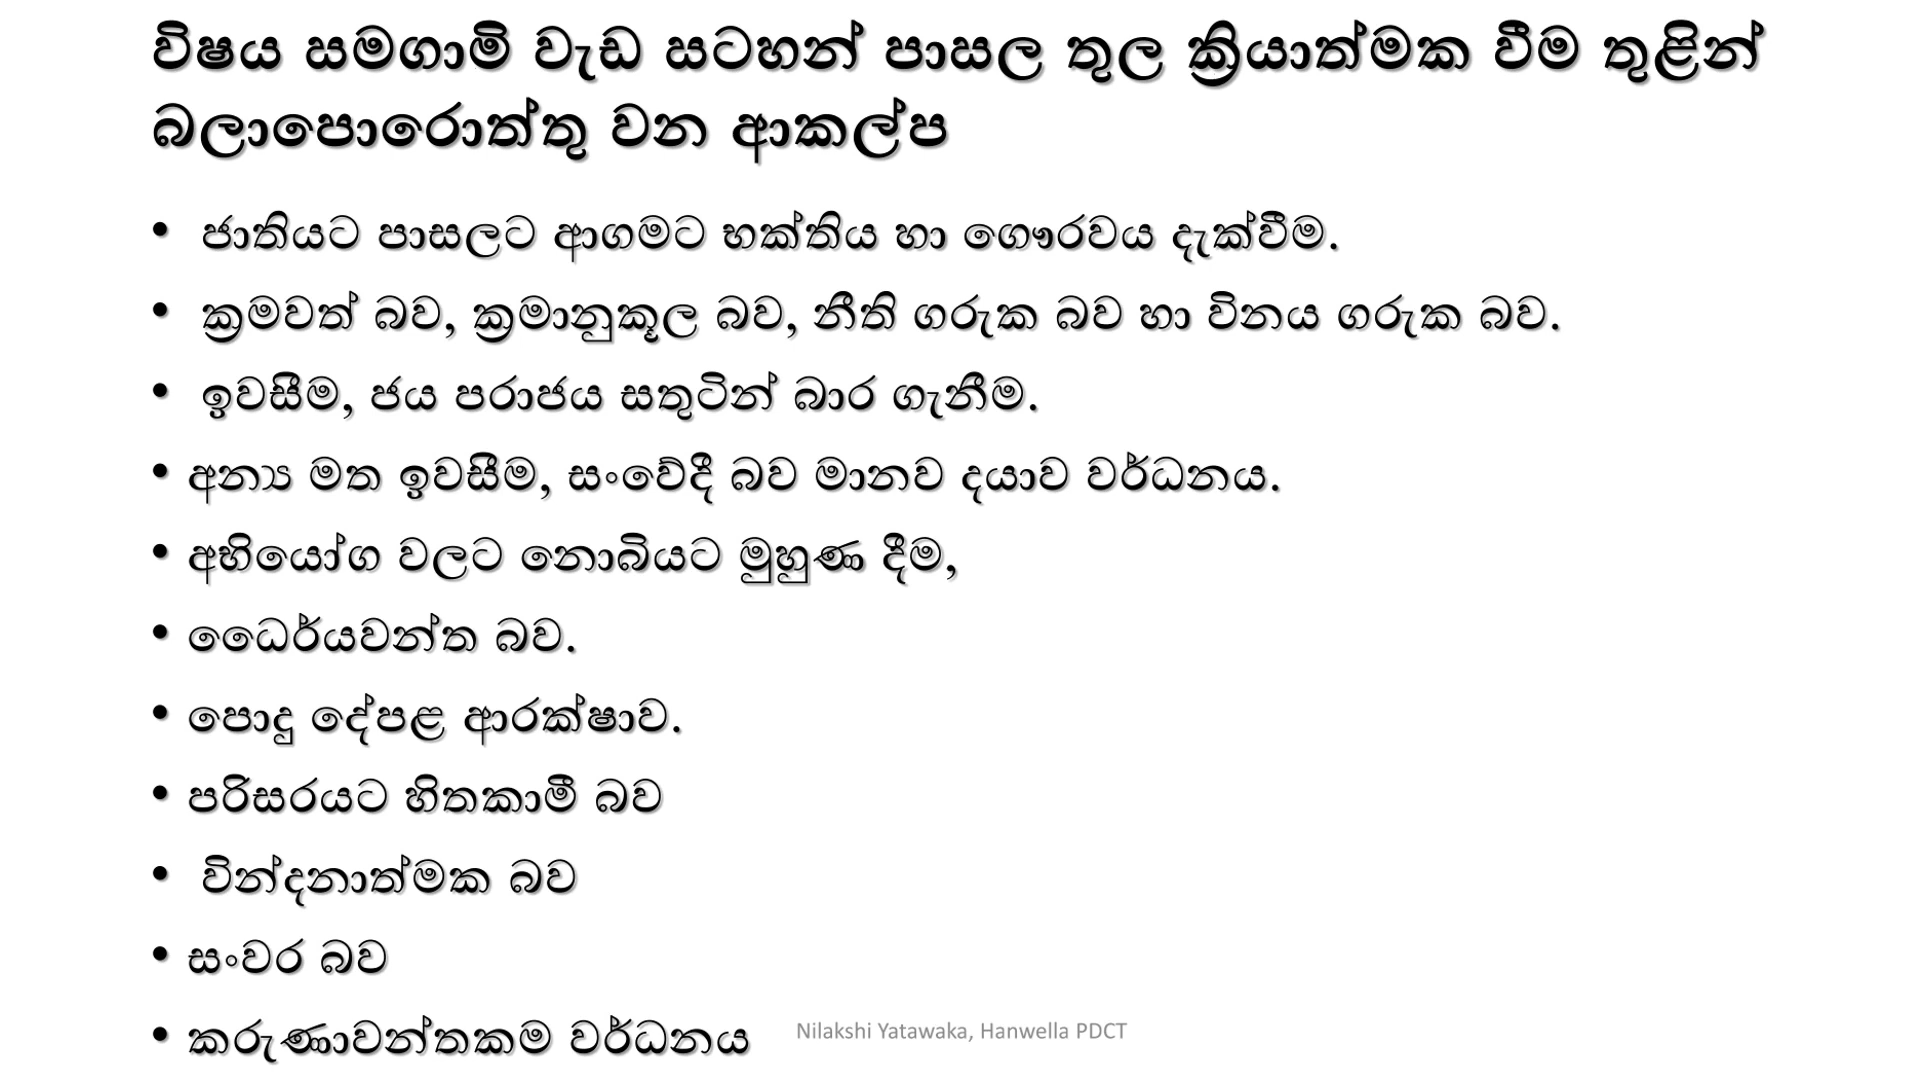 විෂය සමගාමි වැඩ සටහන් පාසල තුල ක්‍රියාත්මක වීම තුළින්
බලාපොරොත්තු වන ආකල්ප
• ජාතියට පාසලට ආගමට භක්තිය හා ගෞරවය දැක්වීම.
• ක්‍රමවත් බව, ක්‍රමානුකූල බව, නීති ගරුක බව හා විනය ගරුක බව.
• ඉවසීම, ජය පරාජය සතුටින් බාර ගැනීම.
• අන්‍ය මත ඉවසීම, සංවේදී බව මානව දයාව වර්ධනය.
• අභියෝග වලට නොබියට මුහුණ දීම,
• ධෛර්යවන්ත බව.
• පොදු දේපළ ආරක්ෂාව.
• පරිසරයට හිතකාමී බව
• වින්දනාත්මක බව
• සංවර බව
• කරුණාවන්තකම වර්ධනය
Nilakshi Yatawaka, Hanwella PDCT